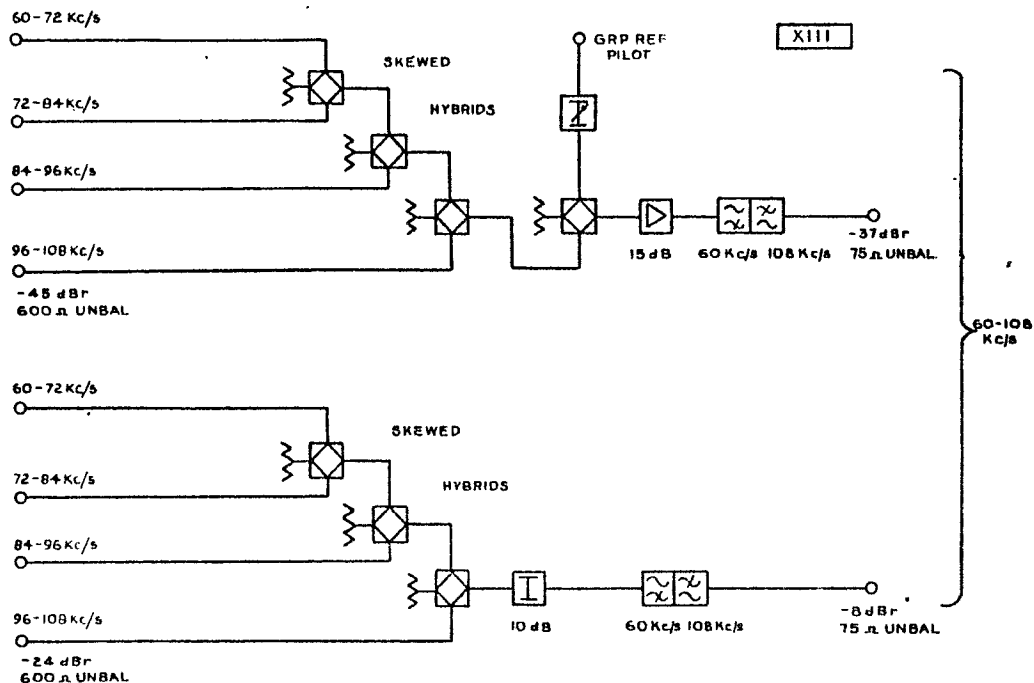 60-72 Kc/s
GRP REF
PILOT
XIII
SKEWED
72-84 Kc/s
HYBRIDS
84-96 Kc/s
96-108 Kc/s
-45 dBr
600 Ω UNBAL
15 dB
60 Kc/s 108 Kc/s
-37 dBr
75 Ω UNBAL.
60-108
Kc/s
60-72 Kc/s
SKEWED
72-84 Kc/s
HYBRIDS
84-96 Kc/s
96-108 Kc/s
-24 dBr
600 Ω UNBAL
10 dB
60 Kc/s 108 Kc/s
-8 dBr
75 Ω UNBAL